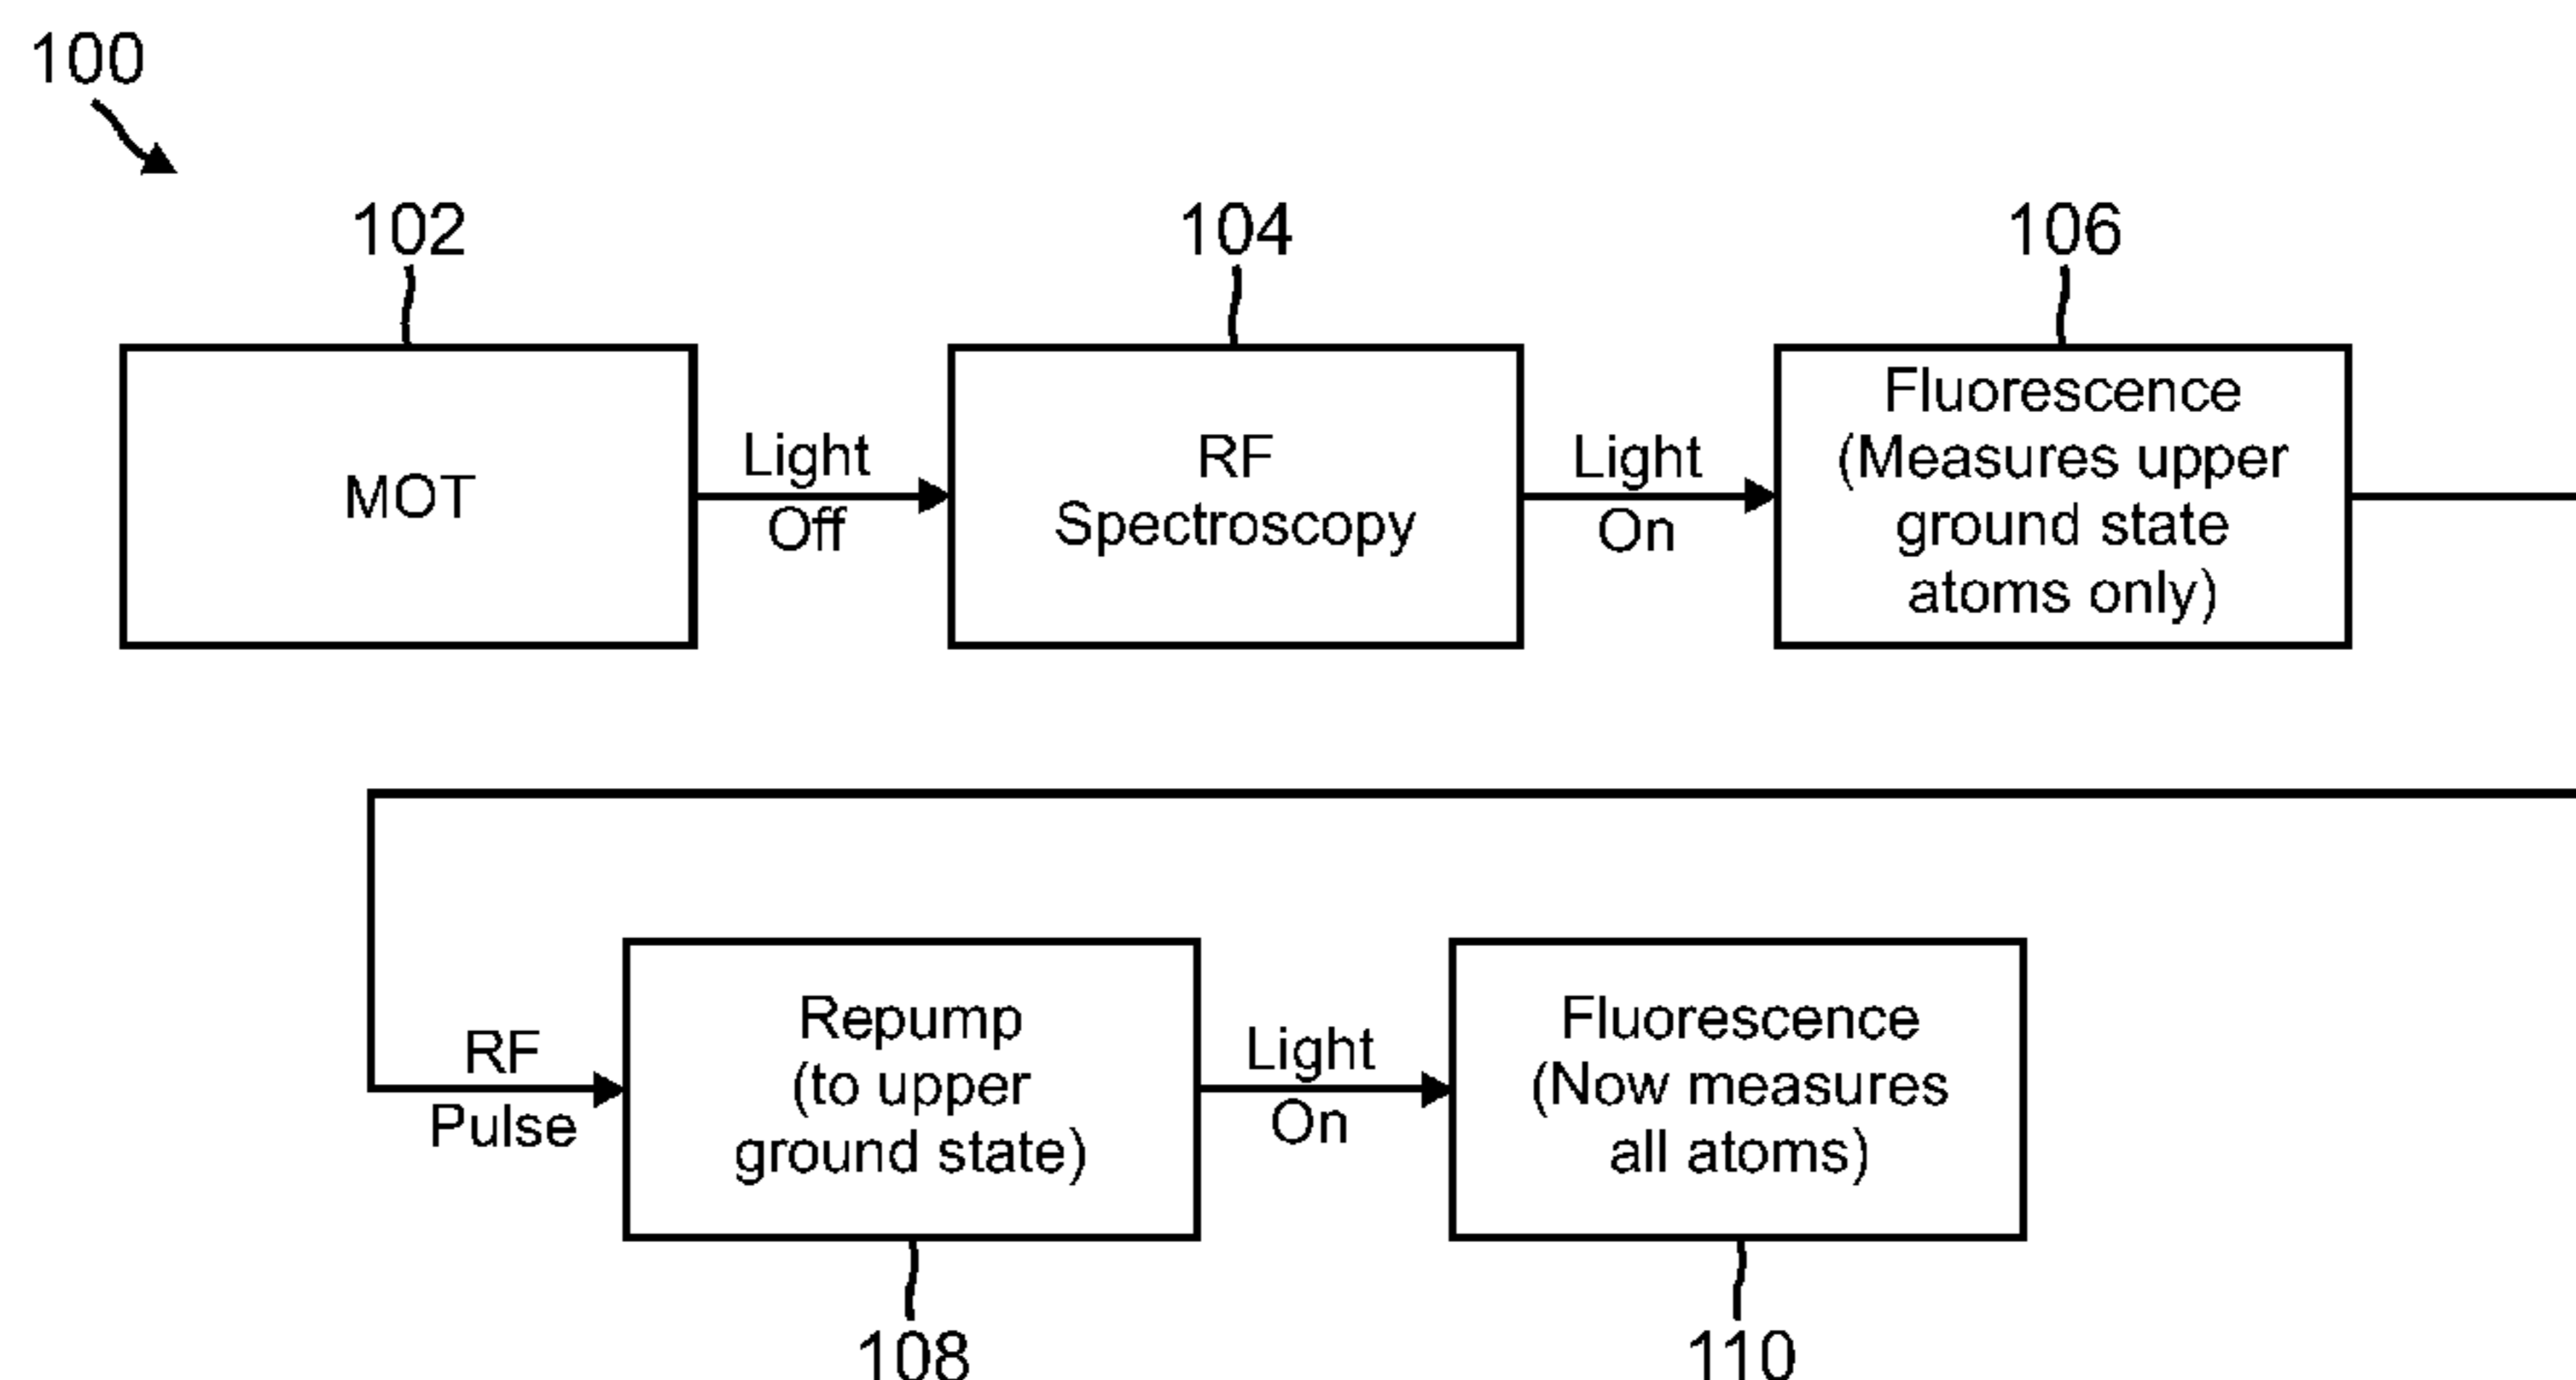 100
102
104
106
MOT
Light
Off
RF
Spectroscopy
Light
On
Fluorescence
(Measures upper
ground state
atoms only)
RF
Pulse
Repump
(to upper
ground state)
Light
On
Fluorescence
(Now measures
all atoms)
108
110